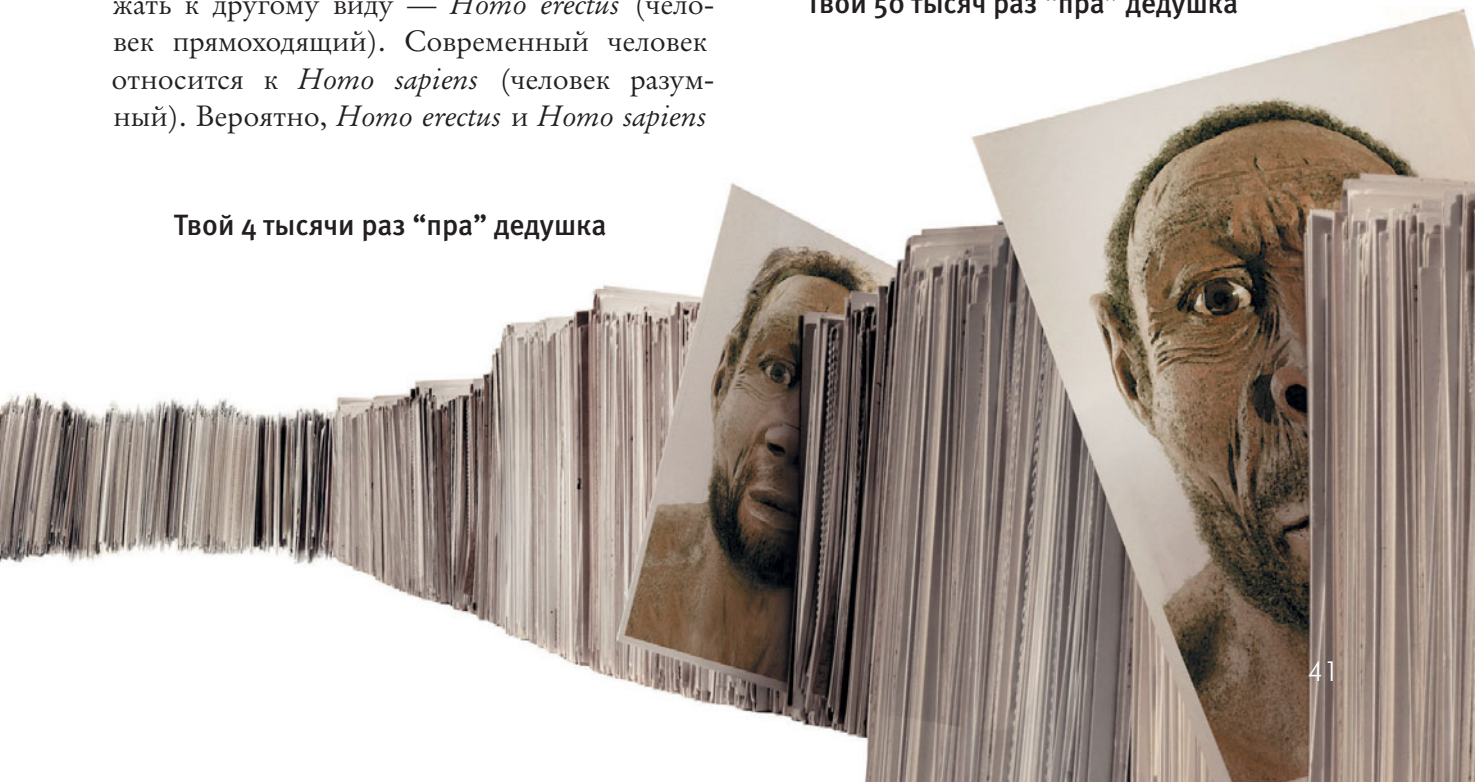 жать к другому виду — Homo erectus (чело-
век прямоходящий). Современный человек
относится к Homo sapiens (человек разум-
ный). Вероятно, Homo erectus и Homo sapiens
Твой 50 тысяч раз “пра” дедушка
Твой 4 тысячи раз “пра” дедушка
41